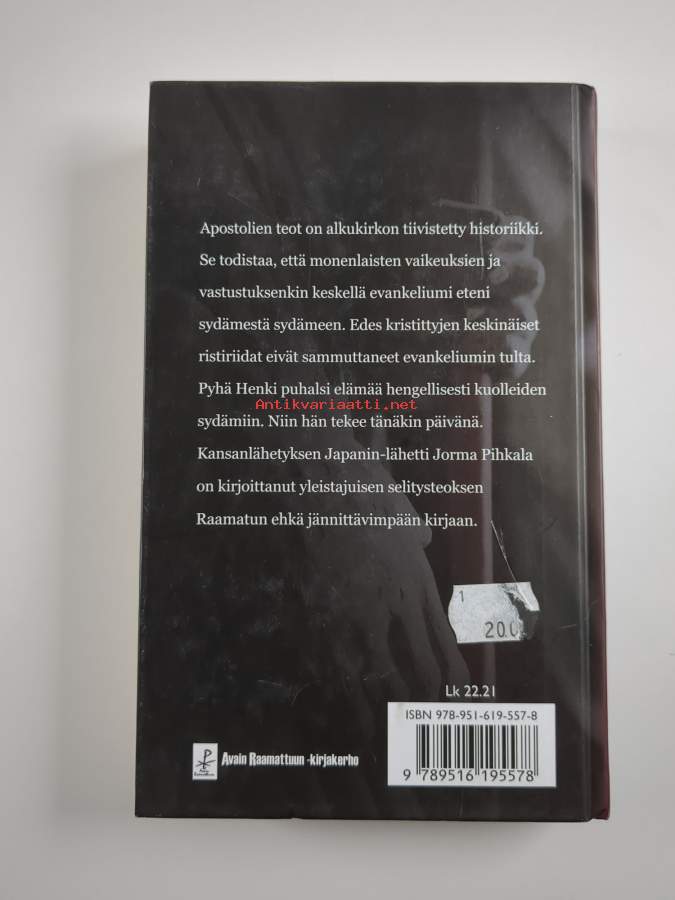 Apostolien teot on alkukirkon tiivistetty historiikki.
Se todistaa, että monenlaisten vaikeuksien ja
vastustuksenkin keskellä evankeliumi eteni
sydämestä sydämeen. Edes kristittyjen keskinäiset
ristiriidat eivät sammuttaneet evankeliumin tulta.
Pyhä Henki puhalsi elämää hengellisesti kuolleiden
Antikvariaatti.net
sydämiin. Niin hän tekee tänäkin päivänä.
Kansanlähetyksen Japanin-lähetti Jorma Pihkala
on kirjoittanut yleistajuisen selitysteoksen
Raamatun ehkä jännittävimpään kirjaan.
1
20.0
Lk 22.21
ISBN 978-951-619-557-8
9 789516 195578
Avain Raamattuun -kirjakerho